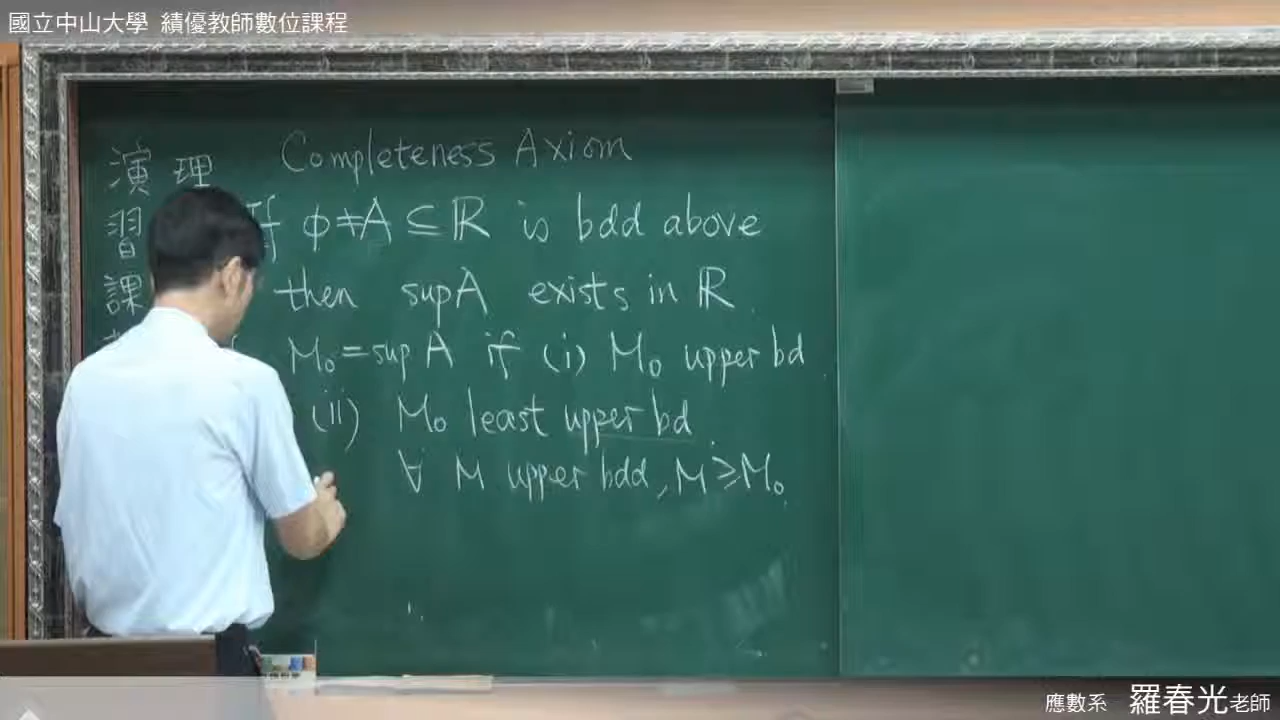 國立中山大學 績優教師數位課程
Completeness Axiom
演 理
習
課
If φ≠A ⊆ ℝ is bdd above
then supA exists in ℝ.
M₀ = sup A if (i) M₀ upper bd
(ii) M₀ least upper bd.
∀ M upper bdd, M ≥ M₀.
應數系 羅春光老師